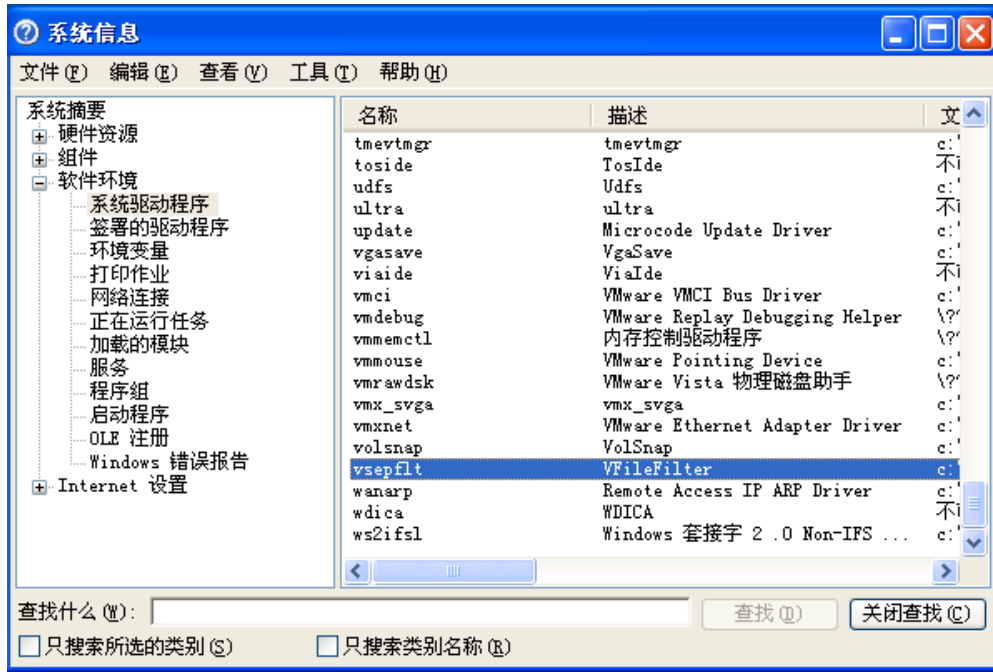 系统信息
文件(F) 编辑(E) 查看(V) 工具(T) 帮助(H)
系统摘要
硬件资源
组件
软件环境
系统驱动程序
签署的驱动程序
环境变量
打印作业
网络连接
正在运行任务
加载的模块
服务
程序组
启动程序
OLE 注册
Windows 错误报告
Internet 设置
名称 描述 文
tmevtmgr tmevtmgr c:\
toside TosIde 不
udfs Udfs c:\
ultra ultra 不
update Microcode Update Driver c:\
vgasave VgaSave c:\
viaide ViaIde 不
vmci VMware VMCI Bus Driver c:\
vmdebug VMware Replay Debugging Helper \?
vmmemctl 内存控制驱动程序 \?
vmmouse VMware Pointing Device c:\
vmrawdsk VMware Vista 物理磁盘助手 \?
vmx_svga vmx_svga c:\
vmxnet VMware Ethernet Adapter Driver c:\
volsnap VolSnap c:\
vsepflt VFileFilter c:\
wanarp Remote Access IP ARP Driver c:\
wdica WDICA 不
ws2ifsl Windows 套接字 2 .0 Non-IFS ... c:\
查找什么(W): 查找(D) 关闭查找(C)
只搜索所选的类别(S) 只搜索类别名称(R)